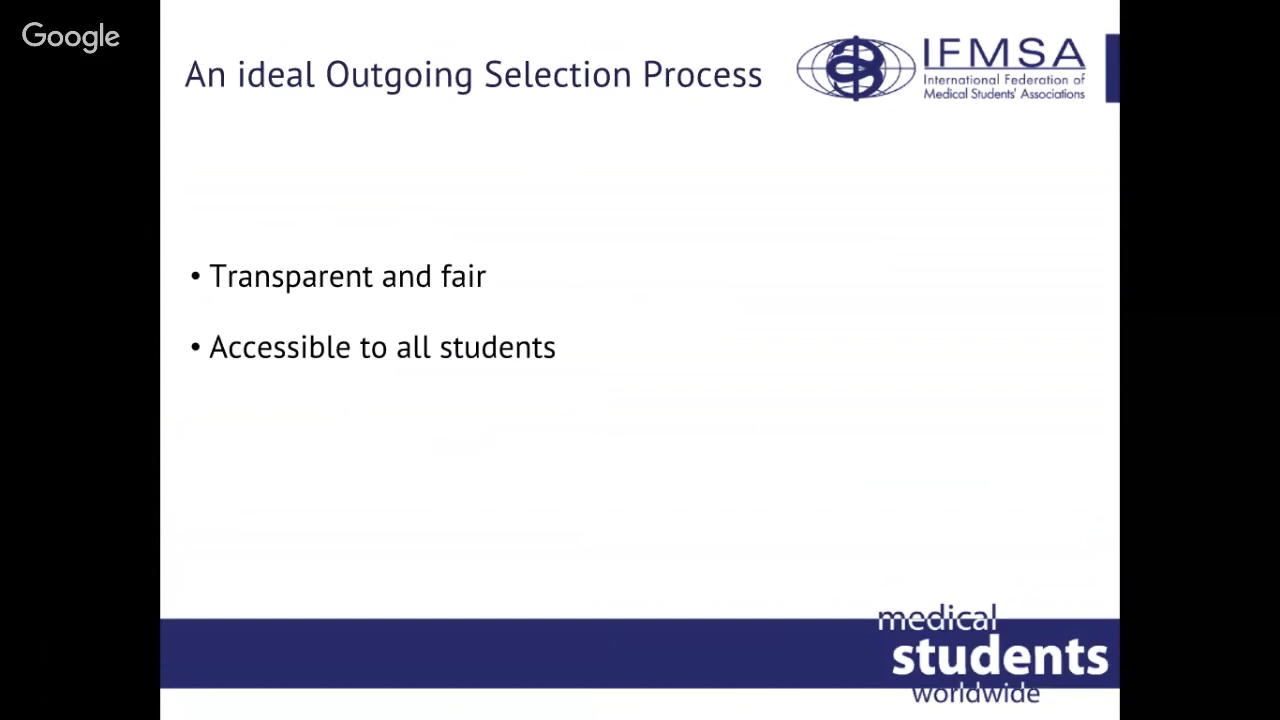 Google
An ideal Outgoing Selection Process
IFMSA
International Federation of
Medical Students' Associations
• Transparent and fair
• Accessible to all students
medical
students
worldwide